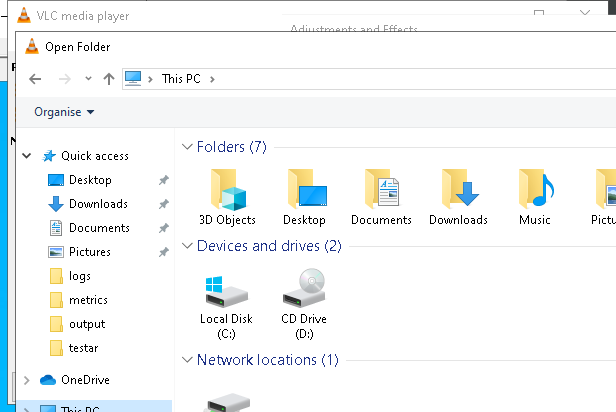 VLC media player
Adjustments and Effects
Open Folder
This PC
Organise
Quick access
Desktop
Downloads
Documents
Pictures
logs
metrics
output
testar
OneDrive
This PC
Folders (7)
3D Objects
Desktop
Documents
Downloads
Music
Devices and drives (2)
Local Disk
(C:)
CD Drive
(D:)
Network locations (1)